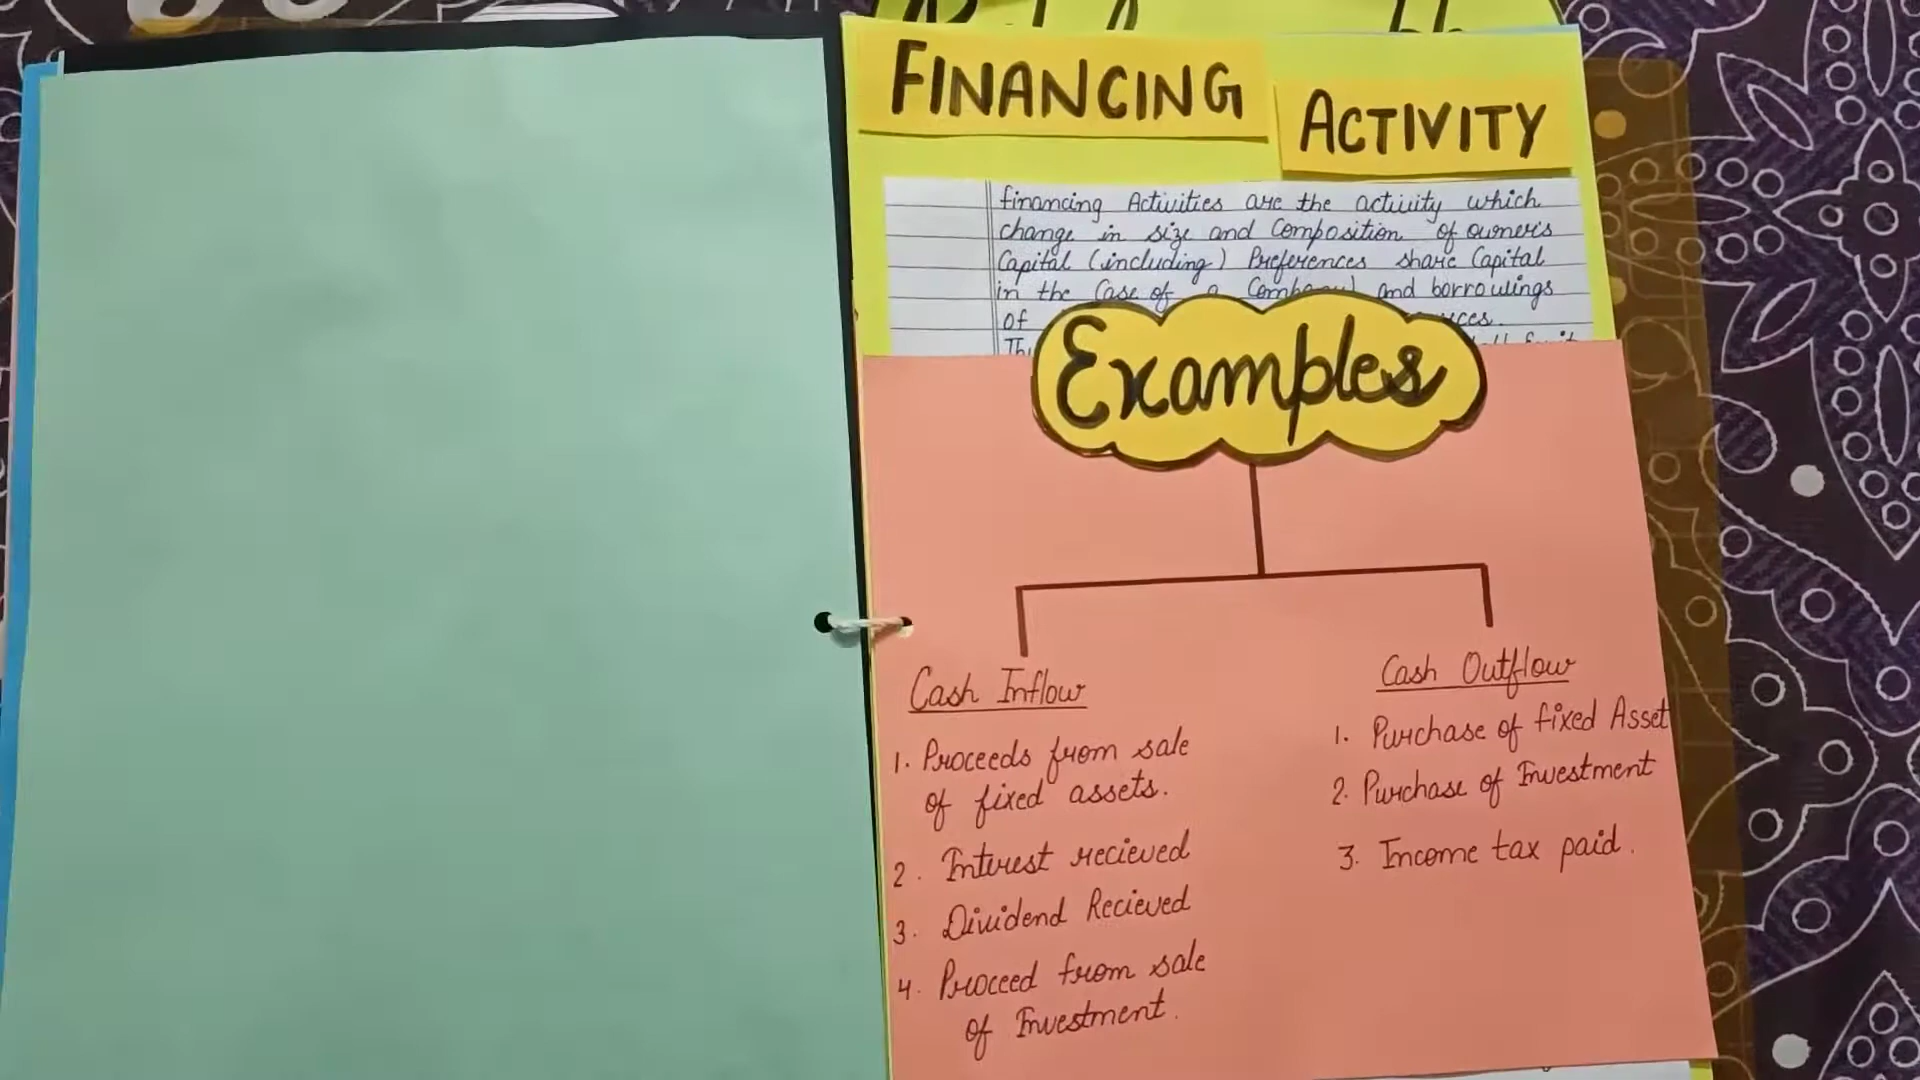 FINANCING
ACTIVITY
financing Activities are the activity which
change in size and Composition of owner's
Capital (including) Preferences share Capital
in the Case of a Company) and borrowings
of
Examples
Cash Inflow
1. Proceeds from sale
of fixed assets.
2. Interest recieved
3. Dividend Recieved
4. Proceed from sale
of Investment.
Cash Outflow
1. Purchase of fixed Asset
2. Purchase of Investment
3. Income tax paid.